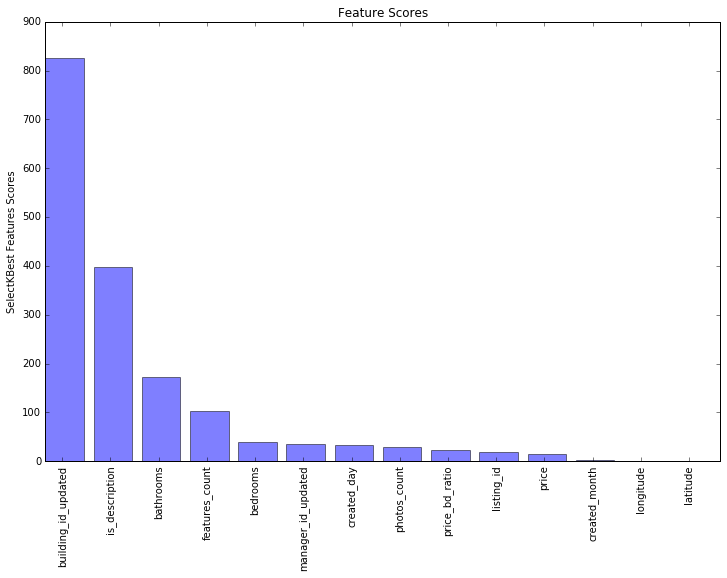 Feature Scores
SelectKBest Features Scores
900
800
700
600
500
400
300
200
100
0
building_id_updated
is_description
bathrooms
features_count
bedrooms
manager_id_updated
created_day
photos_count
price_bd_ratio
listing_id
price
created_month
longitude
latitude